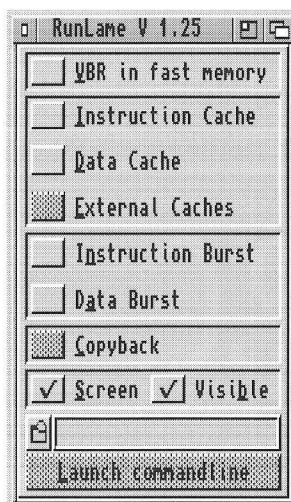 RunLame V 1.25
VBR in fast memory
Instruction Cache
Data Cache
External Caches
Instruction Burst
Data Burst
Copyback
Screen Visible
Launch commandline